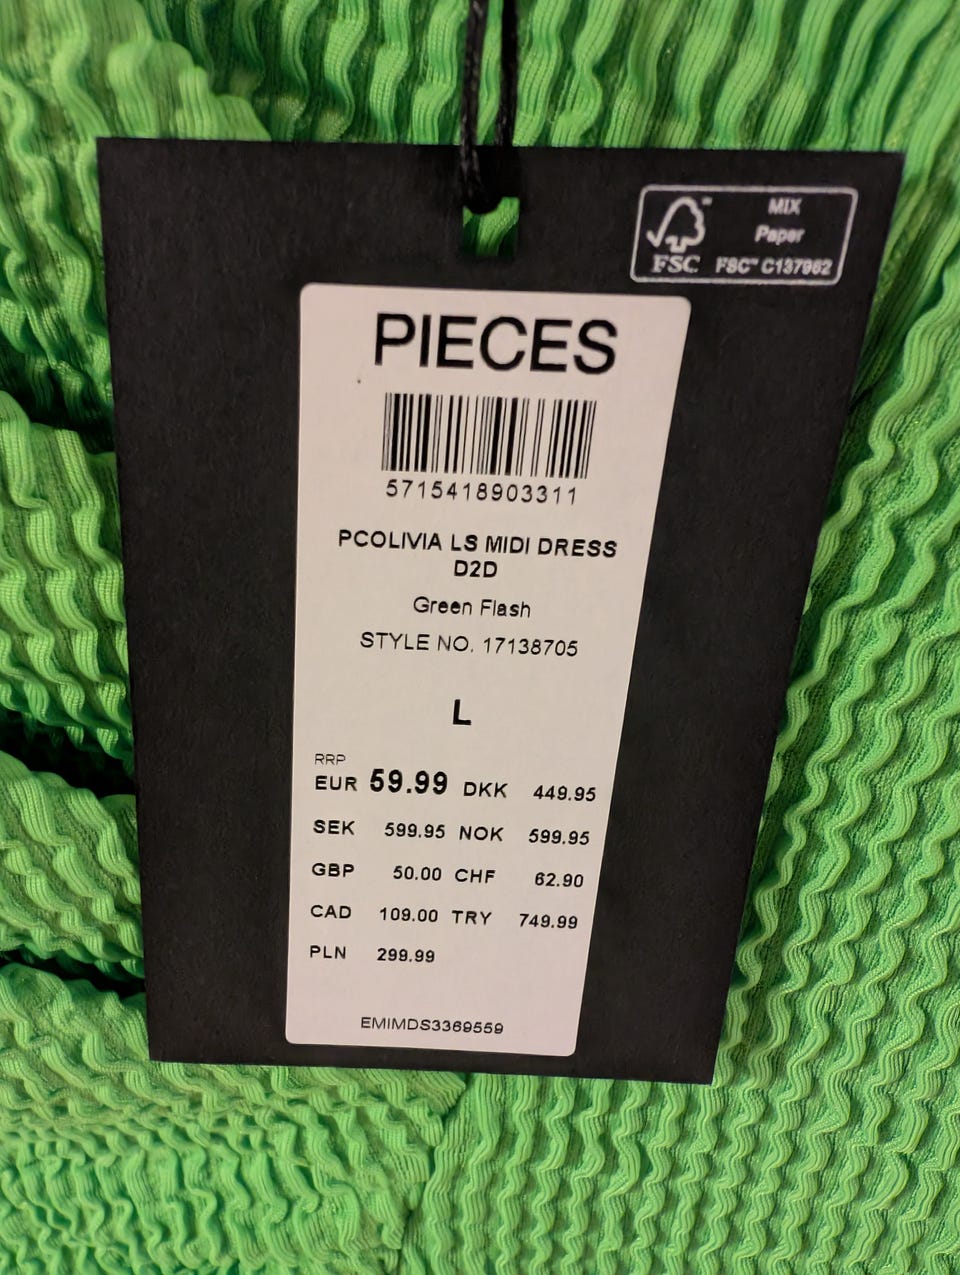 MIX
Paper
FSC™ C137962
FSC
PIECES
5715418903311
PCOLIVIA LS MIDI DRESS
D2D
Green Flash
STYLE NO. 17138705
L
RRP
EUR 59.99 DKK 449.95
SEK 599.95 NOK 599.95
GBP 50.00 CHF 62.90
CAD 109.00 TRY 749.99
PLN 299.99
EMIMDS3369559